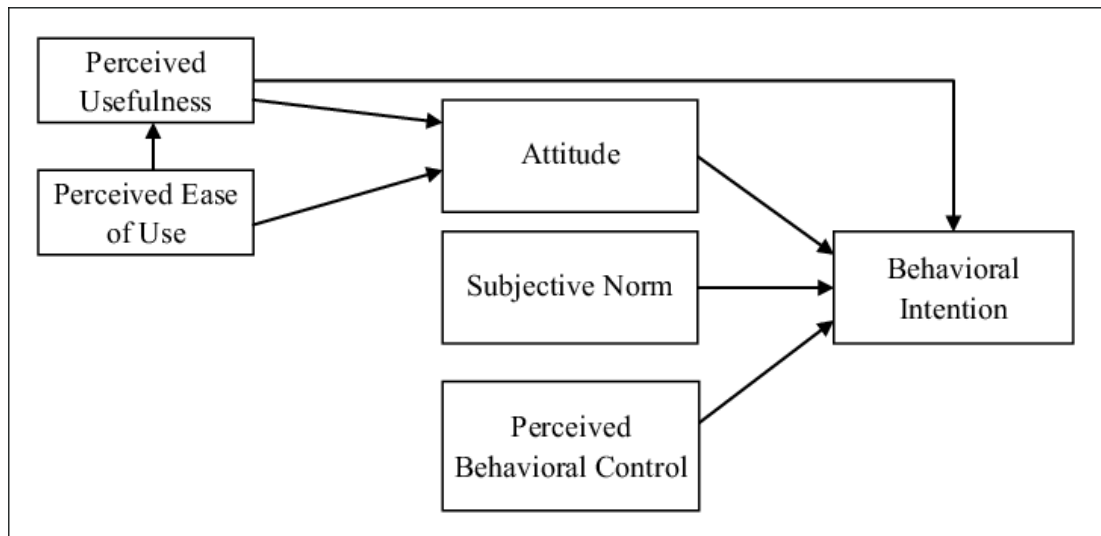 Perceived
Usefulness
Perceived Ease
of Use
Attitude
Subjective Norm
Perceived
Behavioral Control
Behavioral
Intention